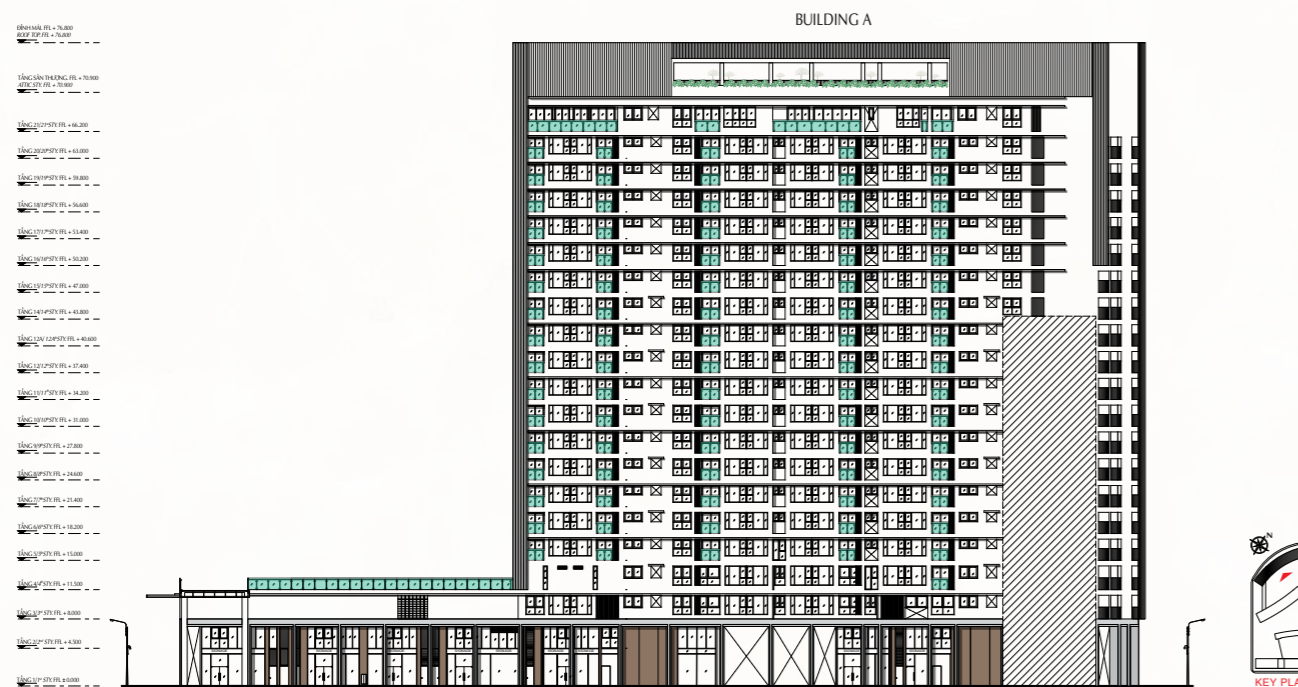 BUILDING A
ĐỈNH MÁI. FFL + 76.800
ROOF TOP. FFL + 76.800
TẦNG SÂN THƯỢNG. FFL + 70.900
ATTIC STY. FFL + 70.900
TẦNG 21/21ˢᵗ STY. FFL + 66.200
TẦNG 20/20ᵗʰ STY. FFL + 63.000
TẦNG 19/19ᵗʰ STY. FFL + 59.800
TẦNG 18/18ᵗʰ STY. FFL + 56.600
TẦNG 17/17ᵗʰ STY. FFL + 53.400
TẦNG 16/16ᵗʰ STY. FFL + 50.200
TẦNG 15/15ᵗʰ STY. FFL + 47.000
TẦNG 14/14ᵗʰ STY. FFL + 43.800
TẦNG 12A/ 12Aᵗʰ STY. FFL + 40.600
TẦNG 12/12ᵗʰ STY. FFL + 37.400
TẦNG 11/11ᵗʰ STY. FFL + 34.200
TẦNG 10/10ᵗʰ STY. FFL + 31.000
TẦNG 9/9ᵗʰ STY. FFL + 27.800
TẦNG 8/8ᵗʰ STY. FFL + 24.600
TẦNG 7/7ᵗʰ STY. FFL + 21.400
TẦNG 6/6ᵗʰ STY. FFL + 18.200
TẦNG 5/5ᵗʰ STY. FFL + 15.000
TẦNG 4/4ᵗʰ STY. FFL + 11.500
TẦNG 3/3ʳᵈ STY. FFL + 8.000
TẦNG 2/2ⁿᵈ STY. FFL + 4.500
TẦNG 1/1ˢᵗ STY. FFL ± 0.000
N
KEY PLA